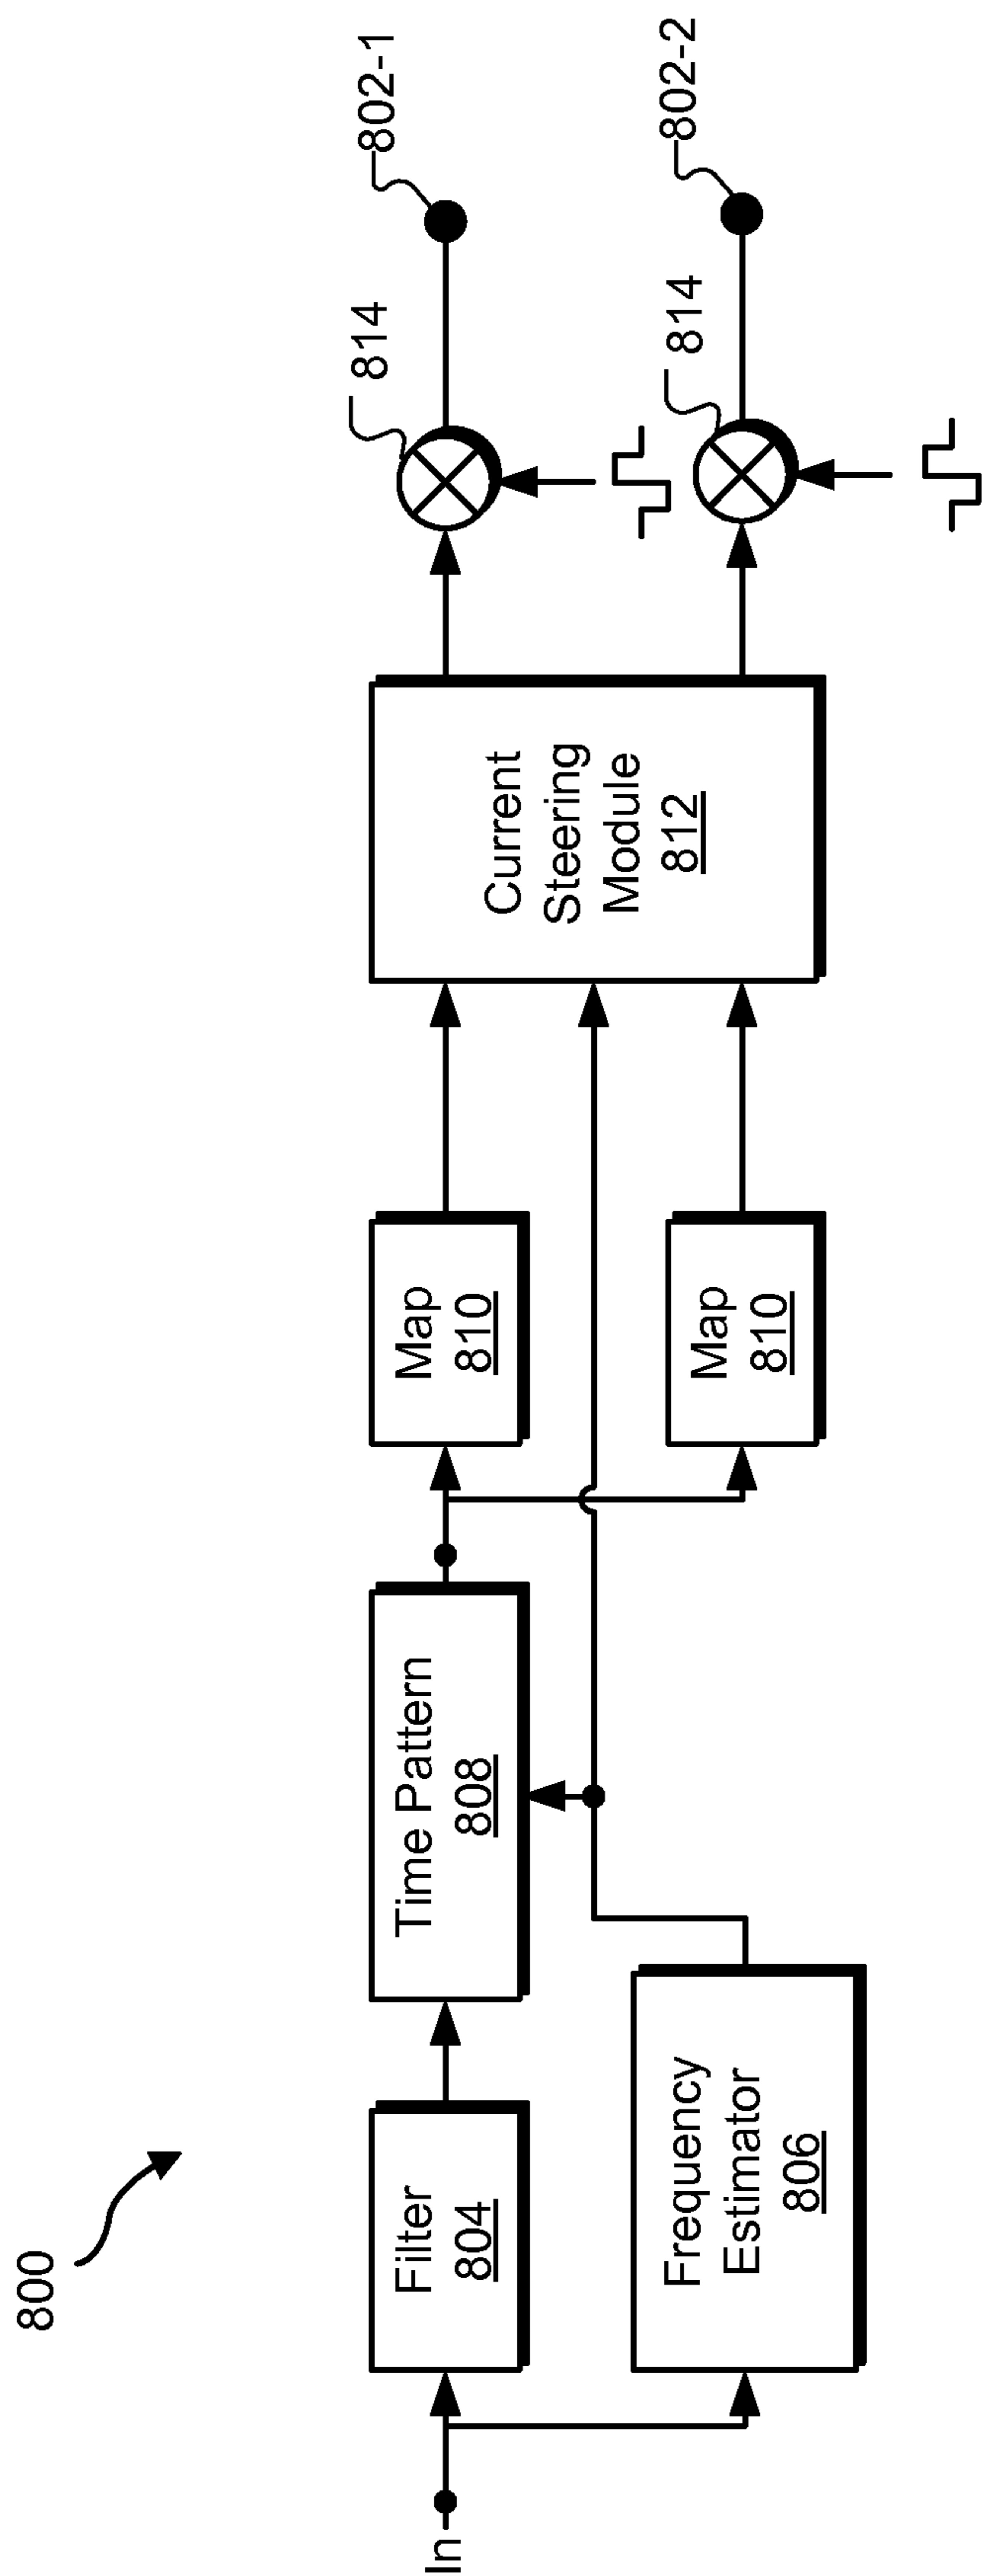 800
In
Filter
804
Frequency
Estimator
806
Time Pattern
808
Map
810
Map
810
Current
Steering
Module
812
814
802-1
814
802-2